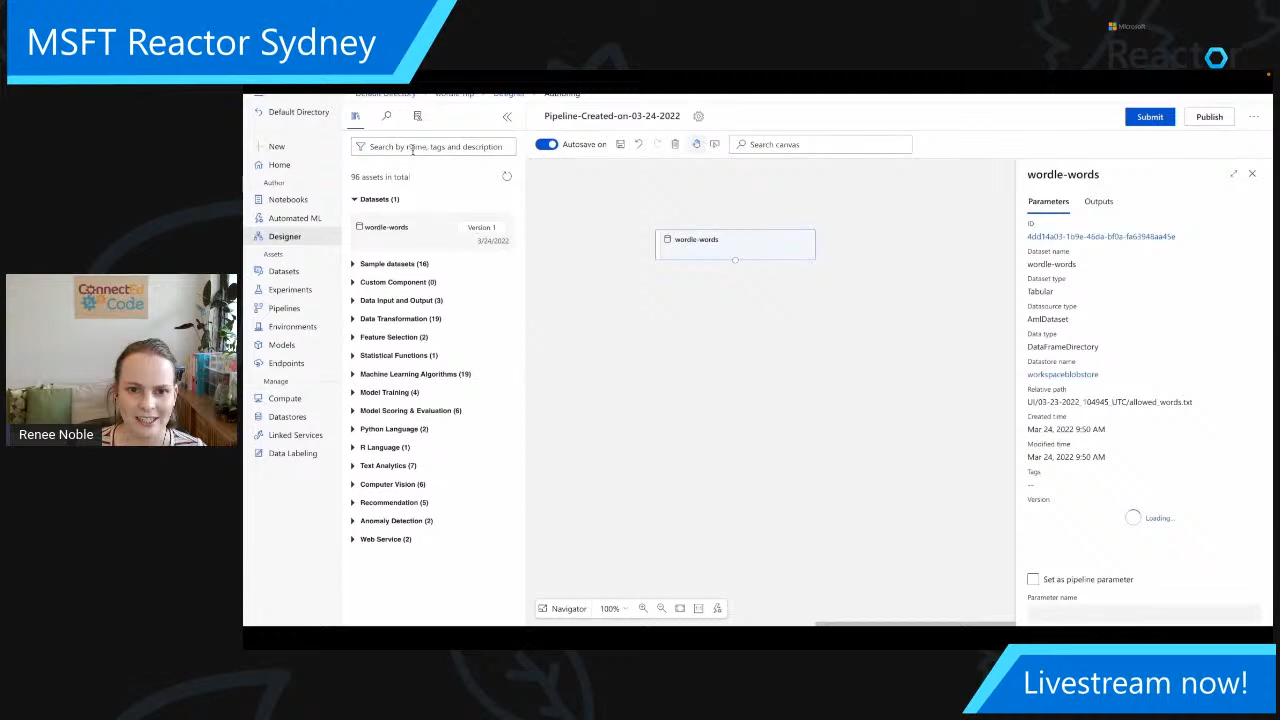 MSFT Reactor Sydney
Microsoft
Reactor
Default Directory
Designer
Authoring
Default Directory
New
Home
Author
Notebooks
Automated ML
Designer
Assets
Datasets
Experiments
Pipelines
Environments
Models
Endpoints
Manage
Compute
Datastores
Linked Services
Data Labeling
Search by name, tags and description
96 assets in total
Datasets (1)
wordle-words
Version 1
3/24/2022
Sample datasets (16)
Custom Component (0)
Data Input and Output (3)
Data Transformation (19)
Feature Selection (2)
Statistical Functions (1)
Machine Learning Algorithms (19)
Model Training (4)
Model Scoring & Evaluation (6)
Python Language (2)
R Language (1)
Text Analytics (7)
Computer Vision (6)
Recommendation (5)
Anomaly Detection (2)
Web Service (2)
Pipeline-Created-on-03-24-2022
Submit
Publish
Autosave on
Search canvas
wordle-words
Navigator
100%
wordle-words
Parameters
Outputs
ID
4dd14a03-1b9e-46da-bf0a-fa63948aa45e
Dataset name
wordle-words
Dataset type
Tabular
Datasource type
AmlDataset
Data type
DataFrameDirectory
Datastore name
workspaceblobstore
Relative path
UI/03-23-2022_104945_UTC/allowed_words.txt
Created time
Mar 24, 2022 9:50 AM
Modified time
Mar 24, 2022 9:50 AM
Tags
--
Version
Loading...
Set as pipeline parameter
Parameter name
ConnectEd
Code
Renee Noble
Livestream now!